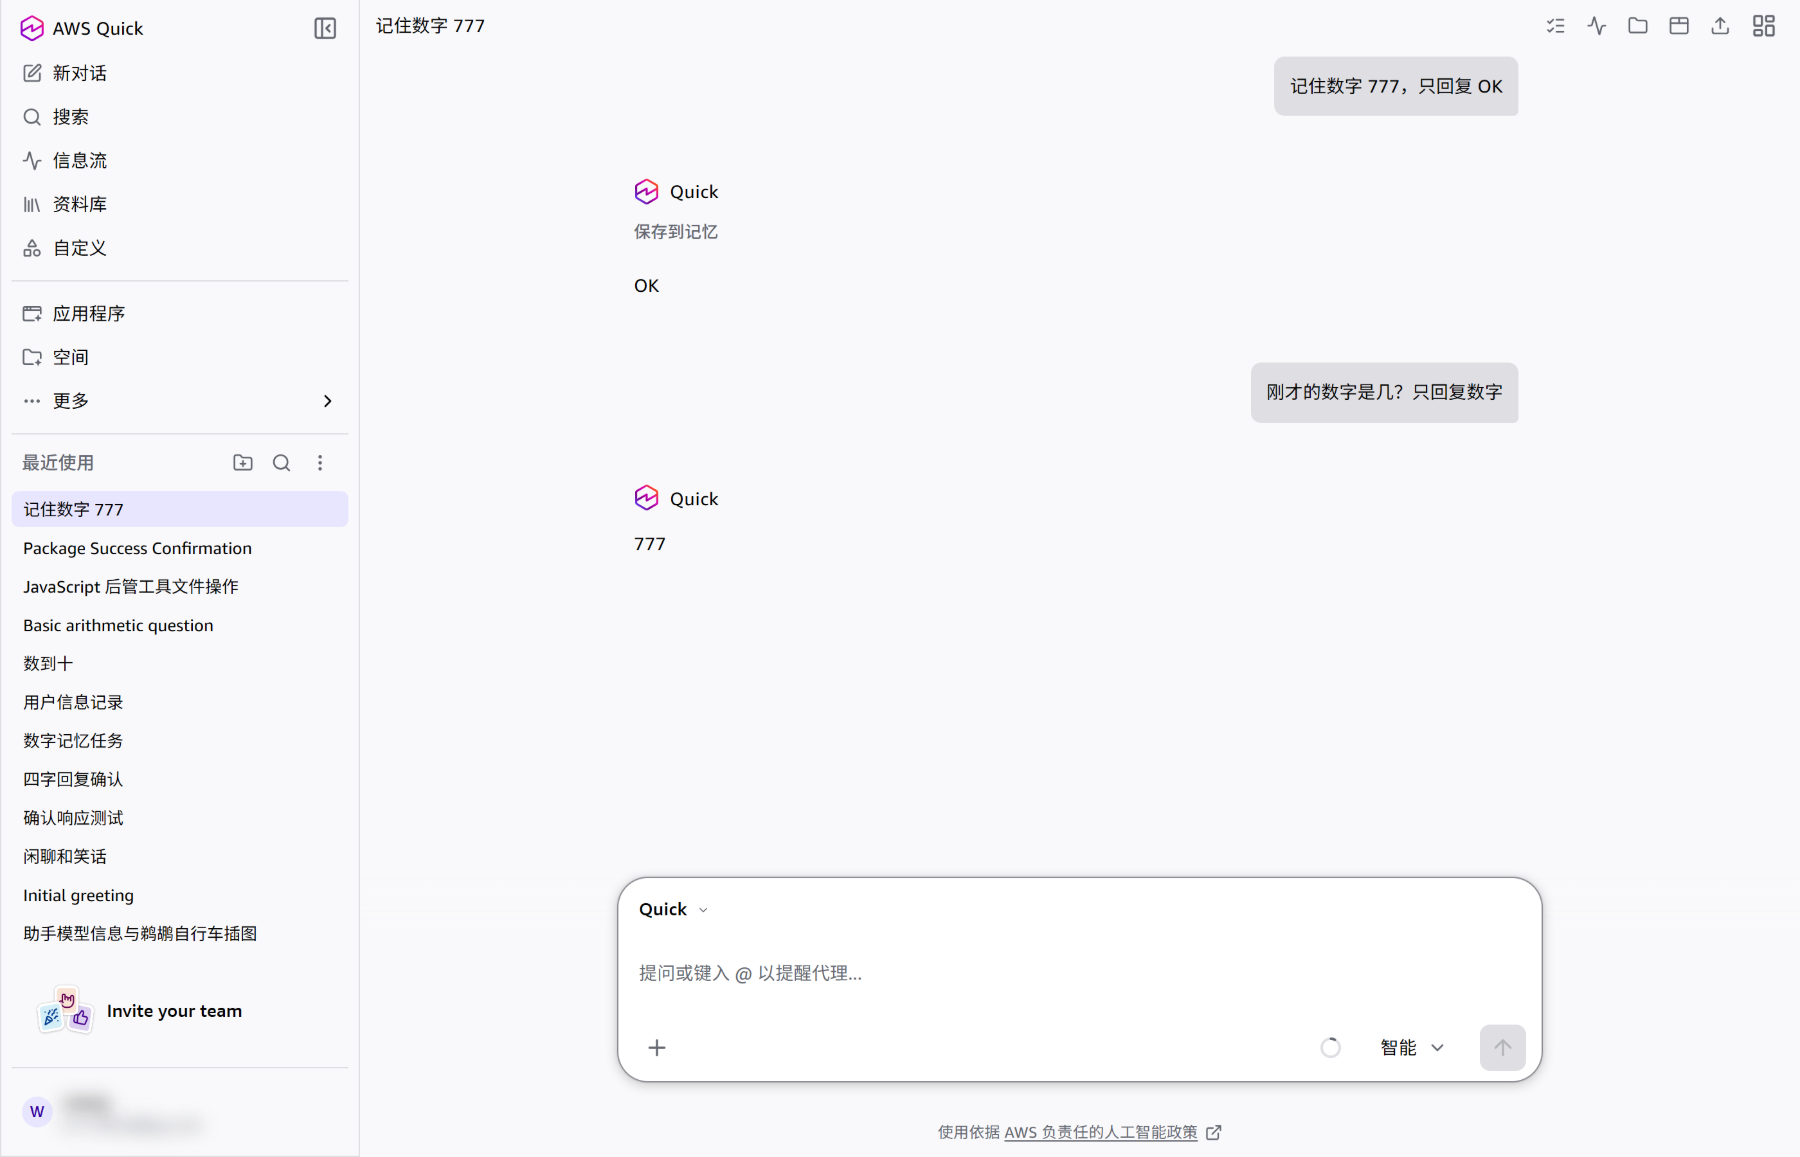 AWS Quick
新对话
搜索
信息流
资料库
自定义
应用程序
空间
更多
最近使用
记住数字 777
Package Success Confirmation
JavaScript 后管工具文件操作
Basic arithmetic question
数到十
用户信息记录
数字记忆任务
四字回复确认
确认响应测试
闲聊和笑话
Initial greeting
助手模型信息与鹈鹕自行车插图
Invite your team
W
记住数字 777
记住数字 777，只回复 OK
Quick
保存到记忆
OK
刚才的数字是几？只回复数字
Quick
777
Quick
提问或键入 @ 以提醒代理...
智能
使用依据 AWS 负责任的人工智能政策